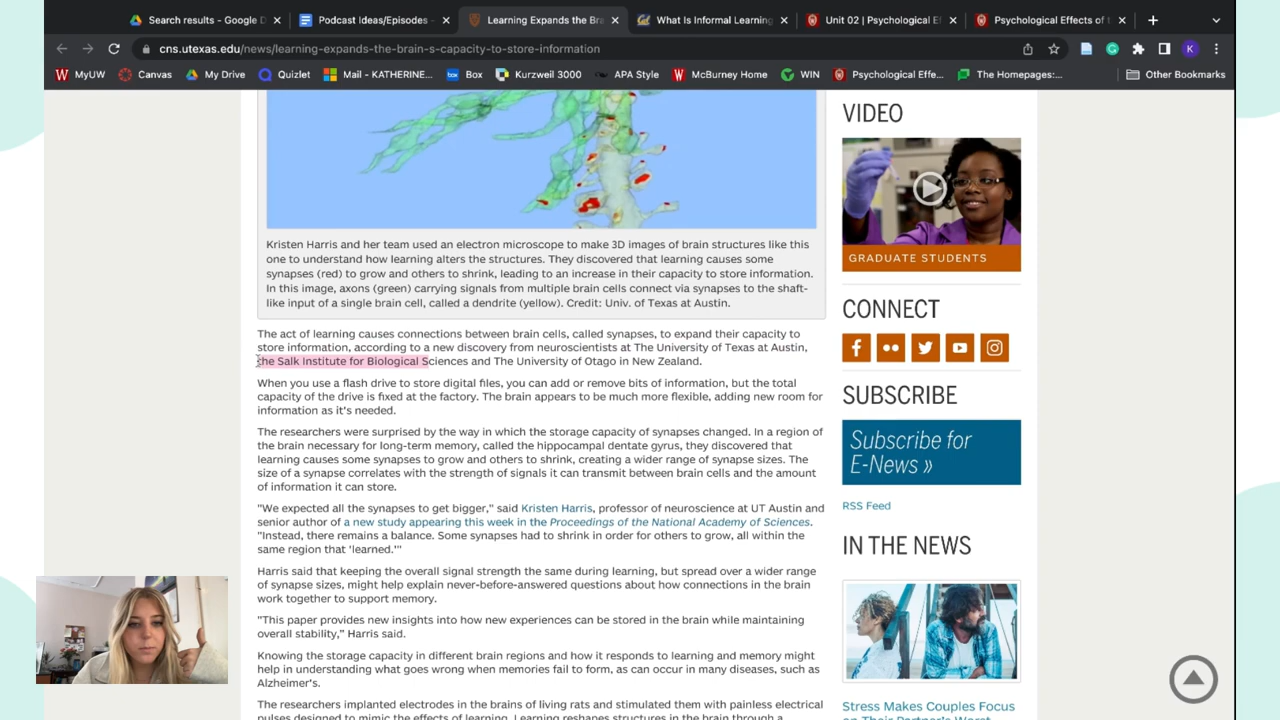 Search results - Google D
Podcast Ideas/Episodes -
Learning Expands the Bra
What Is Informal Learning
Unit 02 | Psychological Ef
Psychological Effects of t
cns.utexas.edu/news/learning-expands-the-brain-s-capacity-to-store-information
K
MyUW
Canvas
My Drive
Quizlet
Mail - KATHERINE...
Box
Kurzweil 3000
APA Style
McBurney Home
WIN
Psychological Effe...
The Homepages:...
Other Bookmarks
Kristen Harris and her team used an electron microscope to make 3D images of brain structures like this
one to understand how learning alters the structures. They discovered that learning causes some
synapses (red) to grow and others to shrink, leading to an increase in their capacity to store information.
In this image, axons (green) carrying signals from multiple brain cells connect via synapses to the shaft-
like input of a single brain cell, called a dendrite (yellow). Credit: Univ. of Texas at Austin.
The act of learning causes connections between brain cells, called synapses, to expand their capacity to
store information, according to a new discovery from neuroscientists at The University of Texas at Austin,
the Salk Institute for Biological Sciences and The University of Otago in New Zealand.
When you use a flash drive to store digital files, you can add or remove bits of information, but the total
capacity of the drive is fixed at the factory. The brain appears to be much more flexible, adding new room for
information as it's needed.
The researchers were surprised by the way in which the storage capacity of synapses changed. In a region of
the brain necessary for long-term memory, called the hippocampal dentate gyrus, they discovered that
learning causes some synapses to grow and others to shrink, creating a wider range of synapse sizes. The
size of a synapse correlates with the strength of signals it can transmit between brain cells and the amount
of information it can store.
"We expected all the synapses to get bigger," said Kristen Harris, professor of neuroscience at UT Austin and
senior author of a new study appearing this week in the Proceedings of the National Academy of Sciences.
"Instead, there remains a balance. Some synapses had to shrink in order for others to grow, all within the
same region that 'learned.'"
Harris said that keeping the overall signal strength the same during learning, but spread over a wider range
of synapse sizes, might help explain never-before-answered questions about how connections in the brain
work together to support memory.
"This paper provides new insights into how new experiences can be stored in the brain while maintaining
overall stability," Harris said.
Knowing the storage capacity in different brain regions and how it responds to learning and memory might
help in understanding what goes wrong when memories fail to form, as can occur in many diseases, such as
Alzheimer's.
The researchers implanted electrodes in the brains of living rats and stimulated them with painless electrical
pulses designed to mimic the effects of learning. Learning reshapes structures in the brain through a
VIDEO
GRADUATE STUDENTS
CONNECT
SUBSCRIBE
Subscribe for
E-News »
RSS Feed
IN THE NEWS
Stress Makes Couples Focus
on Their Partner's Worst